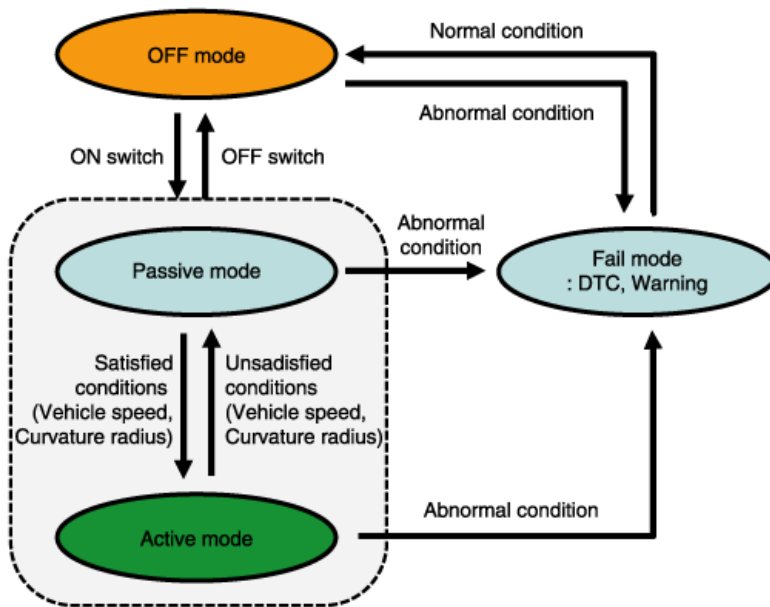 OFF mode
Normal condition
Abnormal condition
ON switch
OFF switch
Passive mode
Abnormal
condition
Fail mode
: DTC, Warning
Satisfied
conditions
(Vehicle speed,
Curvature radius)
Unsadisfied
conditions
(Vehicle speed,
Curvature radius)
Active mode
Abnormal condition